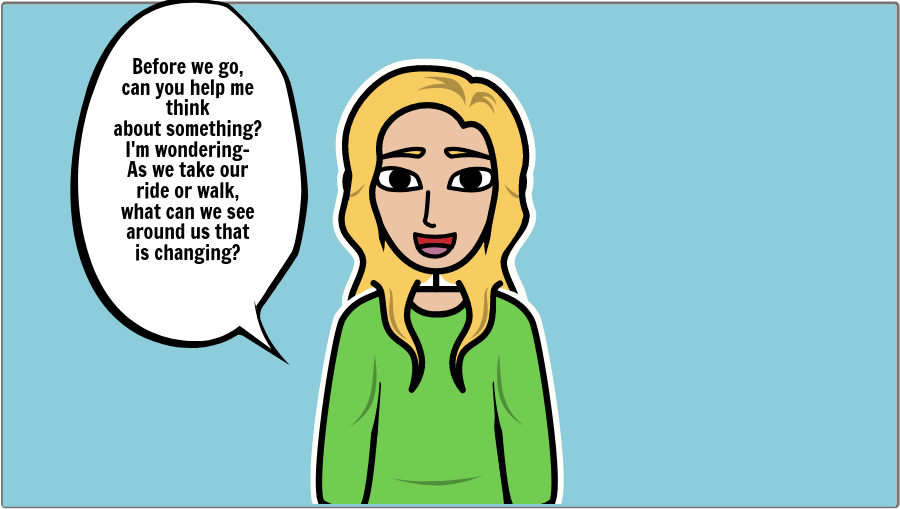 Before we go,
can you help me
think
about something?
I'm wondering-
As we take our
ride or walk,
what can we see
around us that
is changing?